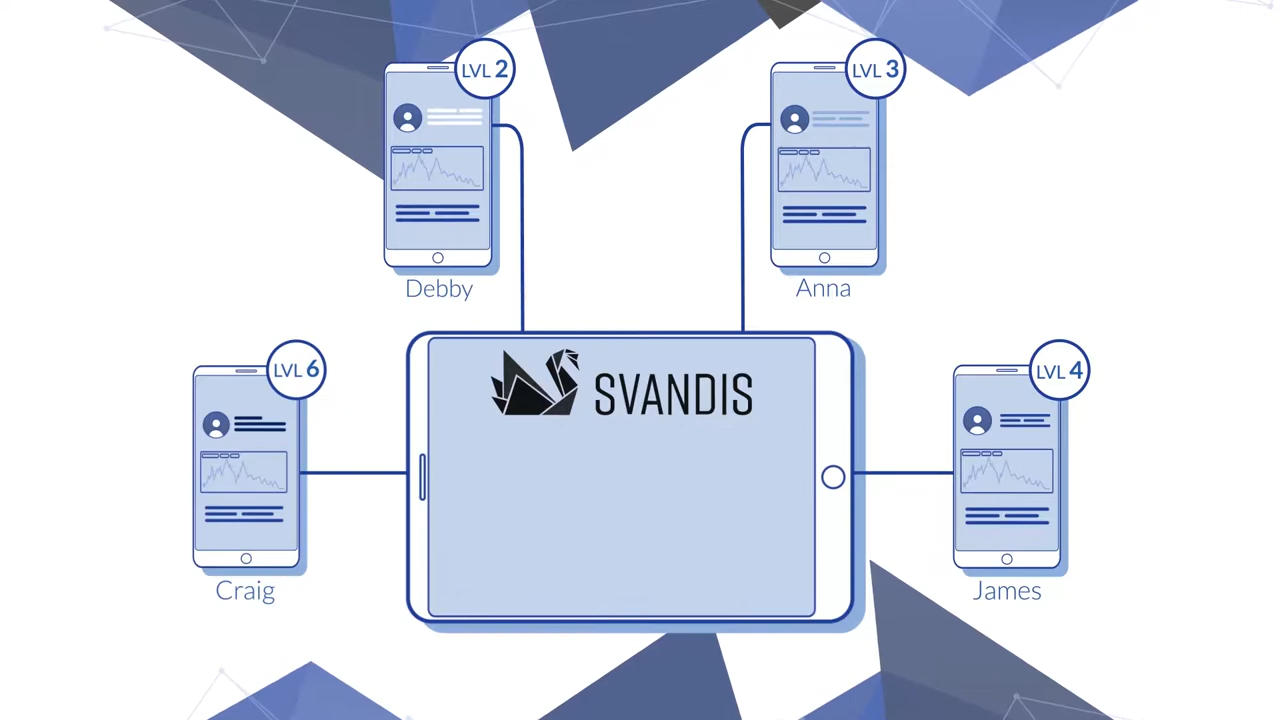 LVL 2
LVL 3
Debby
Anna
SVANDIS
LVL 6
LVL 4
Craig
James